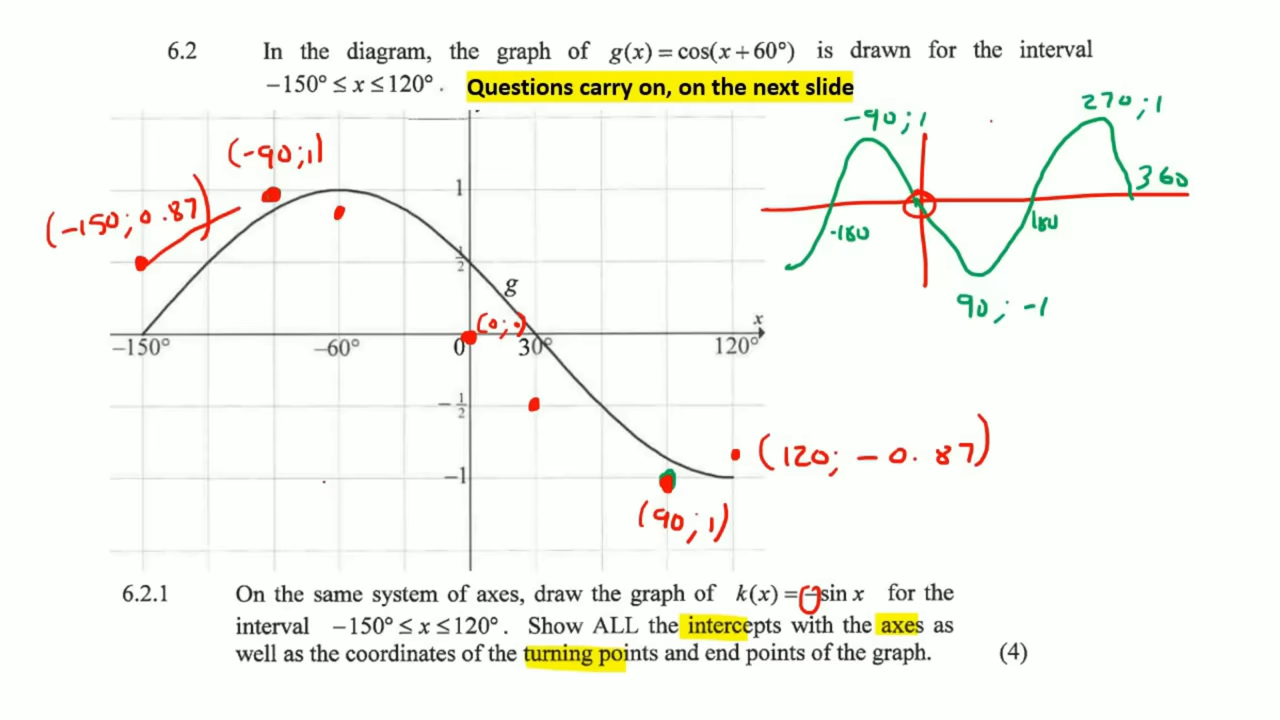 6.2 In the diagram, the graph of g(x) = cos(x + 60°) is drawn for the interval
−150° ≤ x ≤ 120°. Questions carry on, on the next slide
270;1
-90;1
(-90;1)
1
360
(-150;0.87)
-180
180
1/2
g
90;-1
(0;0)
x
−150°
−60°
0
30°
120°
−1/2
(120;-0.87)
−1
(90;1)
6.2.1 On the same system of axes, draw the graph of k(x) = −sin x for the
interval −150° ≤ x ≤ 120°. Show ALL the intercepts with the axes as
well as the coordinates of the turning points and end points of the graph. (4)